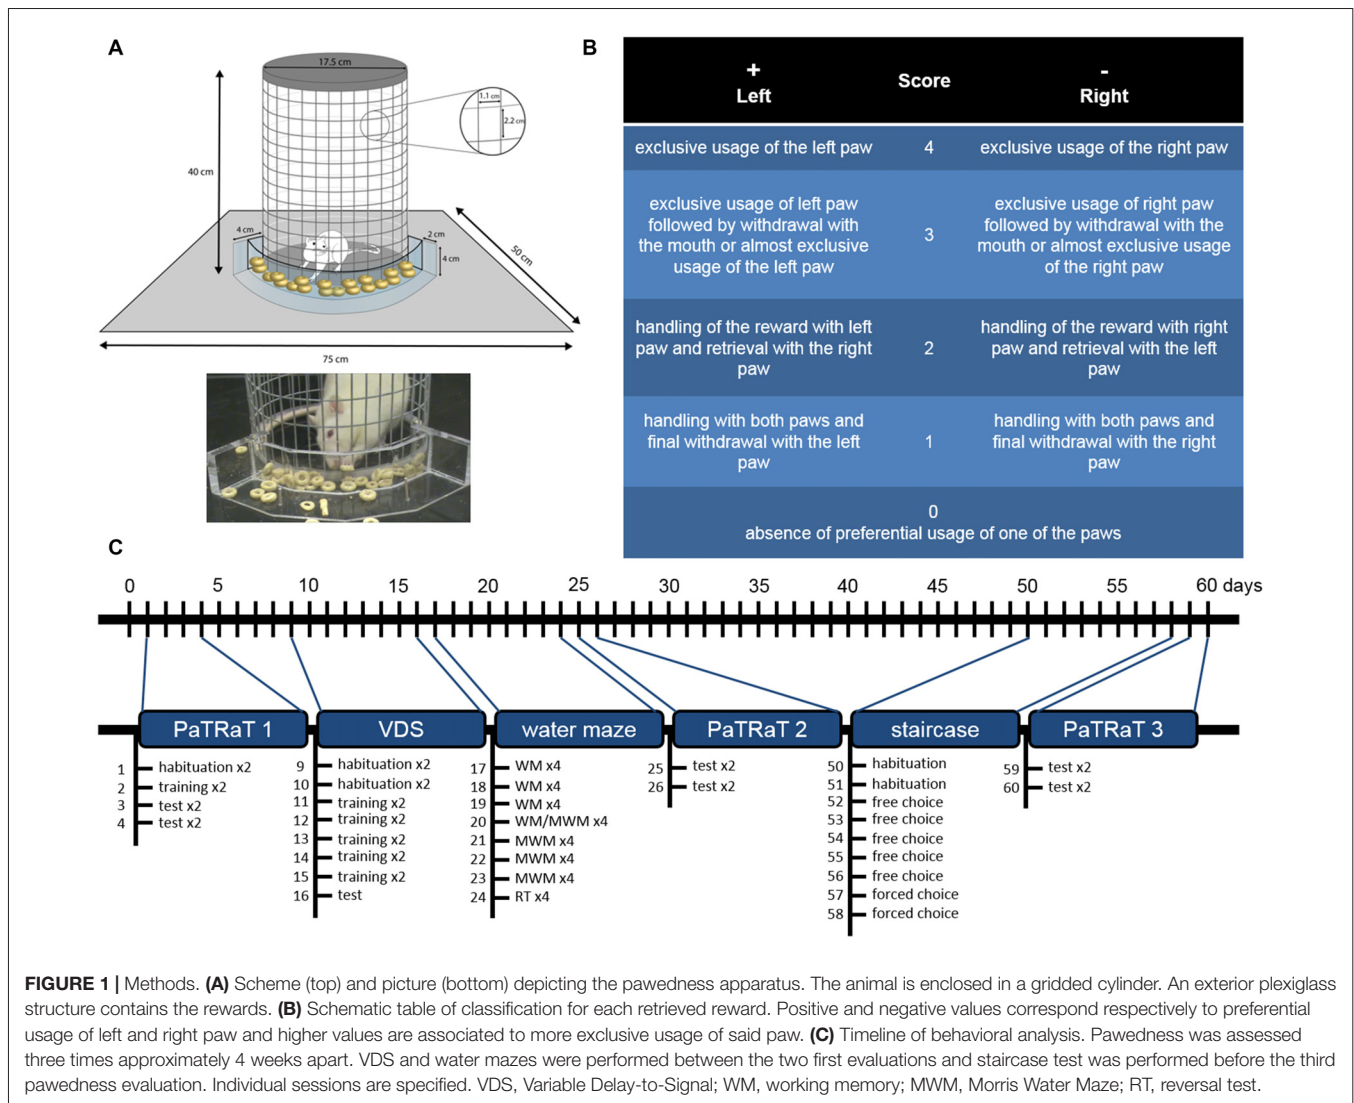 A
17.5 cm
1.1 cm
2.2 cm
40 cm
4 cm
2 cm
4 cm
50 cm
75 cm
B
+
Left
Score
-
Right
exclusive usage of the left paw
4
exclusive usage of the right paw
exclusive usage of left paw
followed by withdrawal with
the mouth or almost exclusive
usage of the left paw
3
exclusive usage of right paw
followed by withdrawal with the
mouth or almost exclusive usage
of the right paw
handling of the reward with left
paw and retrieval with the right
paw
2
handling of the reward with right
paw and retrieval with the left
paw
handling with both paws and
final withdrawal with the left
paw
1
handling with both paws and
final withdrawal with the right
paw
0
absence of preferential usage of one of the paws
C
0 5 10 15 20 25 30 35 40 45 50 55 60 days
PaTRaT 1
VDS
water maze
PaTRaT 2
staircase
PaTRaT 3
1 habituation x2
2 training x2
3 test x2
4 test x2
9 habituation x2
10 habituation x2
11 training x2
12 training x2
13 training x2
14 training x2
15 training x2
16 test
17 WM x4
18 WM x4
19 WM x4
20 WM/MWM x4
21 MWM x4
22 MWM x4
23 MWM x4
24 RT x4
25 test x2
26 test x2
50 habituation
51 habituation
52 free choice
53 free choice
54 free choice
55 free choice
56 free choice
57 forced choice
58 forced choice
59 test x2
60 test x2
FIGURE 1 | Methods. (A) Scheme (top) and picture (bottom) depicting the pawedness apparatus. The animal is enclosed in a gridded cylinder. An exterior plexiglass
structure contains the rewards. (B) Schematic table of classification for each retrieved reward. Positive and negative values correspond respectively to preferential
usage of left and right paw and higher values are associated to more exclusive usage of said paw. (C) Timeline of behavioral analysis. Pawedness was assessed
three times approximately 4 weeks apart. VDS and water mazes were performed between the two first evaluations and staircase test was performed before the third
pawedness evaluation. Individual sessions are specified. VDS, Variable Delay-to-Signal; WM, working memory; MWM, Morris Water Maze; RT, reversal test.